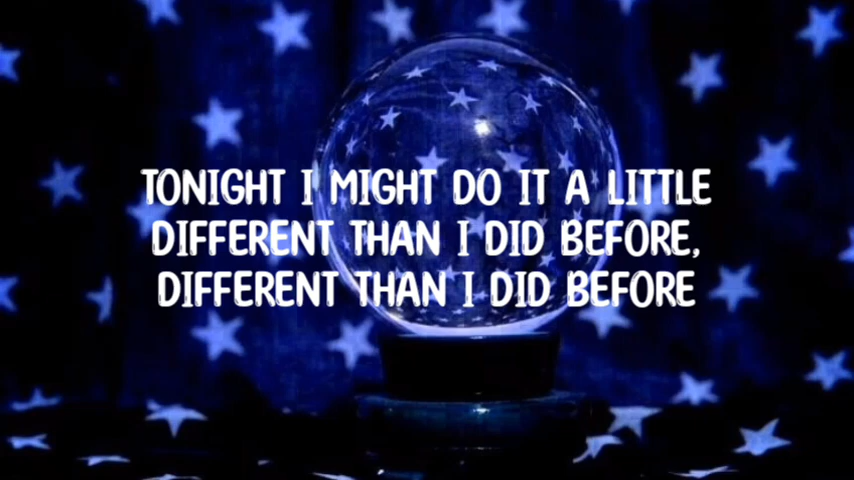 TONIGHT I MIGHT DO IT A LITTLE
DIFFERENT THAN I DID BEFORE,
DIFFERENT THAN I DID BEFORE